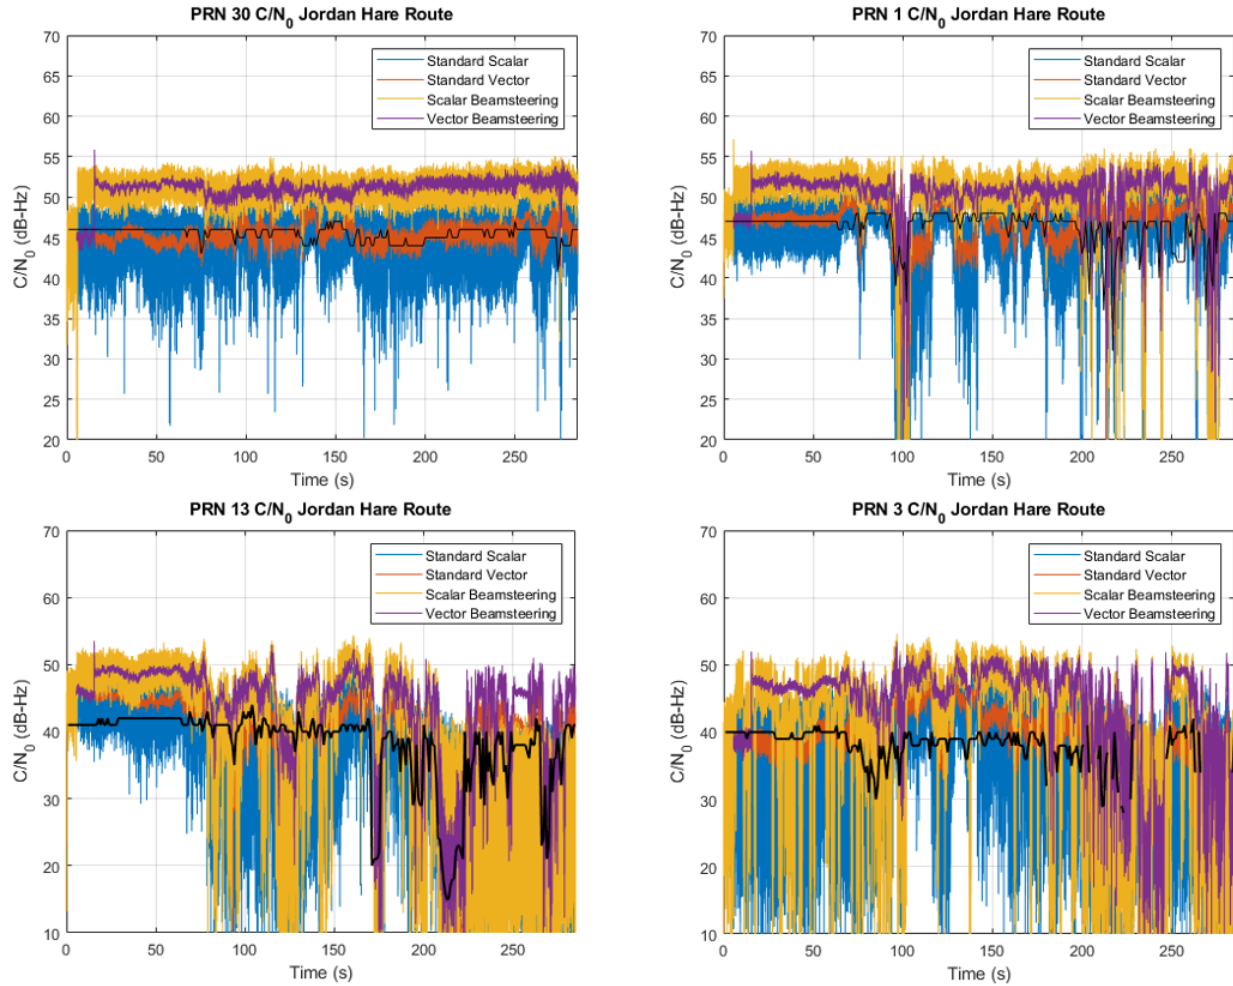 PRN 30 C/N0 Jordan Hare Route
C/N0 (dB-Hz)
70
65
60
55
50
45
40
35
30
25
20
Standard Scalar
Standard Vector
Scalar Beamsteering
Vector Beamsteering
0 50 100 150 200 250
Time (s)
PRN 1 C/N0 Jordan Hare Route
C/N0 (dB-Hz)
70
65
60
55
50
45
40
35
30
25
20
Standard Scalar
Standard Vector
Scalar Beamsteering
Vector Beamsteering
0 50 100 150 200 250
Time (s)
PRN 13 C/N0 Jordan Hare Route
C/N0 (dB-Hz)
70
60
50
40
30
20
10
Standard Scalar
Standard Vector
Scalar Beamsteering
Vector Beamsteering
0 50 100 150 200 250
Time (s)
PRN 3 C/N0 Jordan Hare Route
C/N0 (dB-Hz)
70
60
50
40
30
20
10
Standard Scalar
Standard Vector
Scalar Beamsteering
Vector Beamsteering
0 50 100 150 200 250
Time (s)